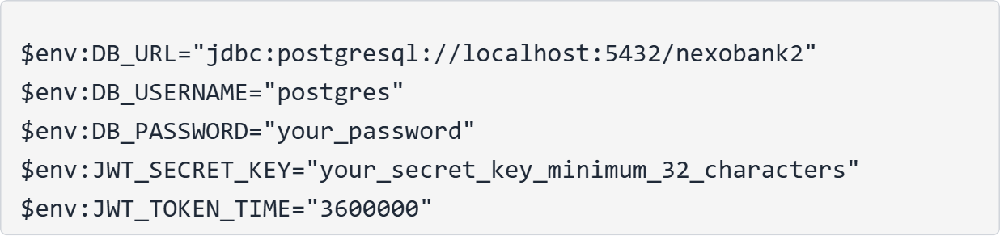 $env:DB_URL="jdbc:postgresql://localhost:5432/nexobank2"
$env:DB_USERNAME="postgres"
$env:DB_PASSWORD="your_password"
$env:JWT_SECRET_KEY="your_secret_key_minimum_32_characters"
$env:JWT_TOKEN_TIME="3600000"